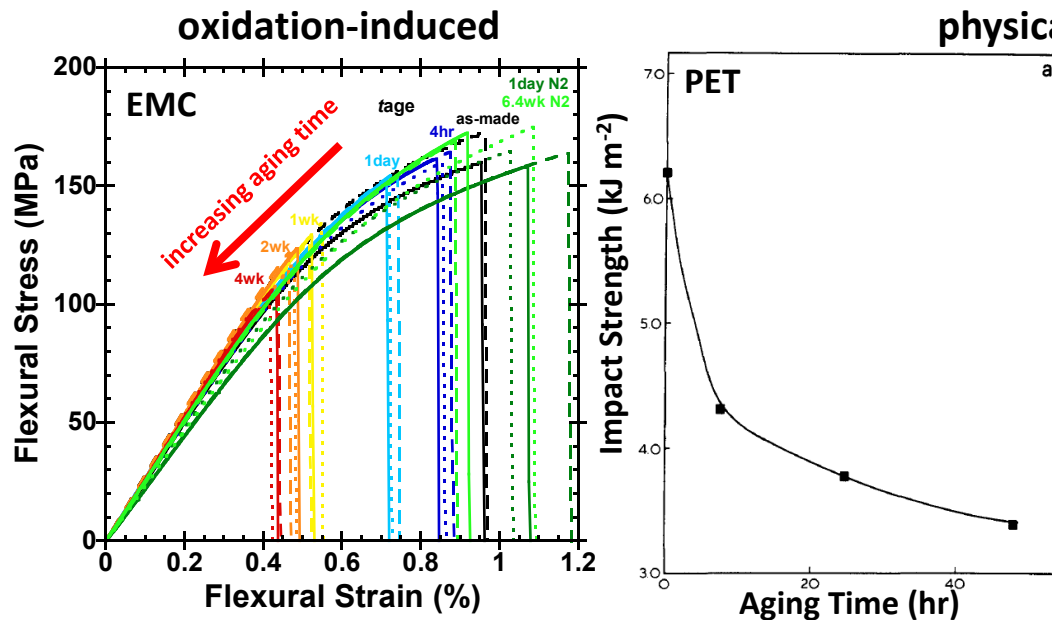 oxidation-induced
physica
EMC
increasing aging time
tage
1day N2
6.4wk N2
as-made
4hr
1day
1wk
2wk
4wk
200
150
100
50
0
0
0.2
0.4
0.6
0.8
1
1.2
Flexural Stress (MPa)
Flexural Strain (%)
PET
a
7.0
6.0
5.0
4.0
3.0
0
20
40
Impact Strength (kJ m-2)
Aging Time (hr)